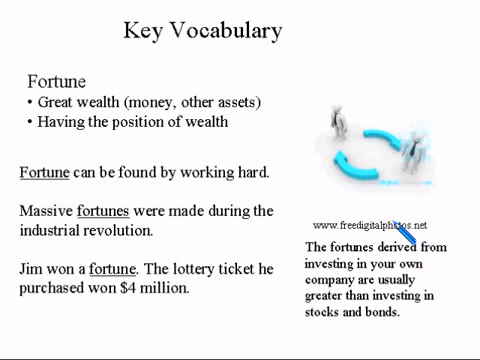 Key Vocabulary
Fortune
• Great wealth (money, other assets)
• Having the position of wealth
Fortune can be found by working hard.
Massive fortunes were made during the
industrial revolution.
Jim won a fortune. The lottery ticket he
purchased won $4 million.
www.freedigitalphotos.net
The fortunes derived from
investing in your own
company are usually
greater than investing in
stocks and bonds.